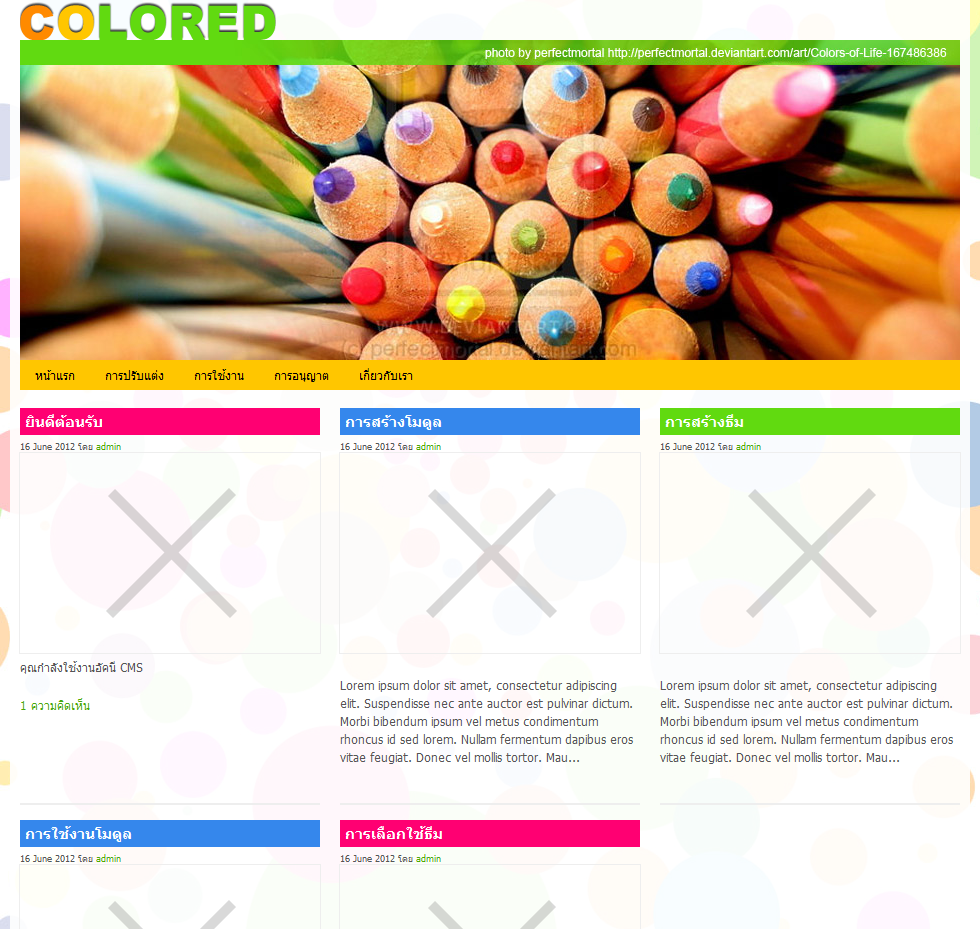 COLORED
photo by perfectmortal http://perfectmortal.deviantart.com/art/Colors-of-Life-167486386
WWW.DEVIANTART.COM
(c) perfectmortal.deviantart.com
หน้าแรก การปรับแต่ง การใช้งาน การอนุญาต เกี่ยวกับเรา
ยินดีต้อนรับ
16 June 2012 โดย admin
คุณกำลังใช้งานอัคนี CMS
1 ความคิดเห็น
การสร้างโมดูล
16 June 2012 โดย admin
Lorem ipsum dolor sit amet, consectetur adipiscing
elit. Suspendisse nec ante auctor est pulvinar dictum.
Morbi bibendum ipsum vel metus condimentum
rhoncus id sed lorem. Nullam fermentum dapibus eros
vitae feugiat. Donec vel mollis tortor. Mau...
การสร้างธีม
16 June 2012 โดย admin
Lorem ipsum dolor sit amet, consectetur adipiscing
elit. Suspendisse nec ante auctor est pulvinar dictum.
Morbi bibendum ipsum vel metus condimentum
rhoncus id sed lorem. Nullam fermentum dapibus eros
vitae feugiat. Donec vel mollis tortor. Mau...
การใช้งานโมดูล
16 June 2012 โดย admin
การเลือกใช้ธีม
16 June 2012 โดย admin